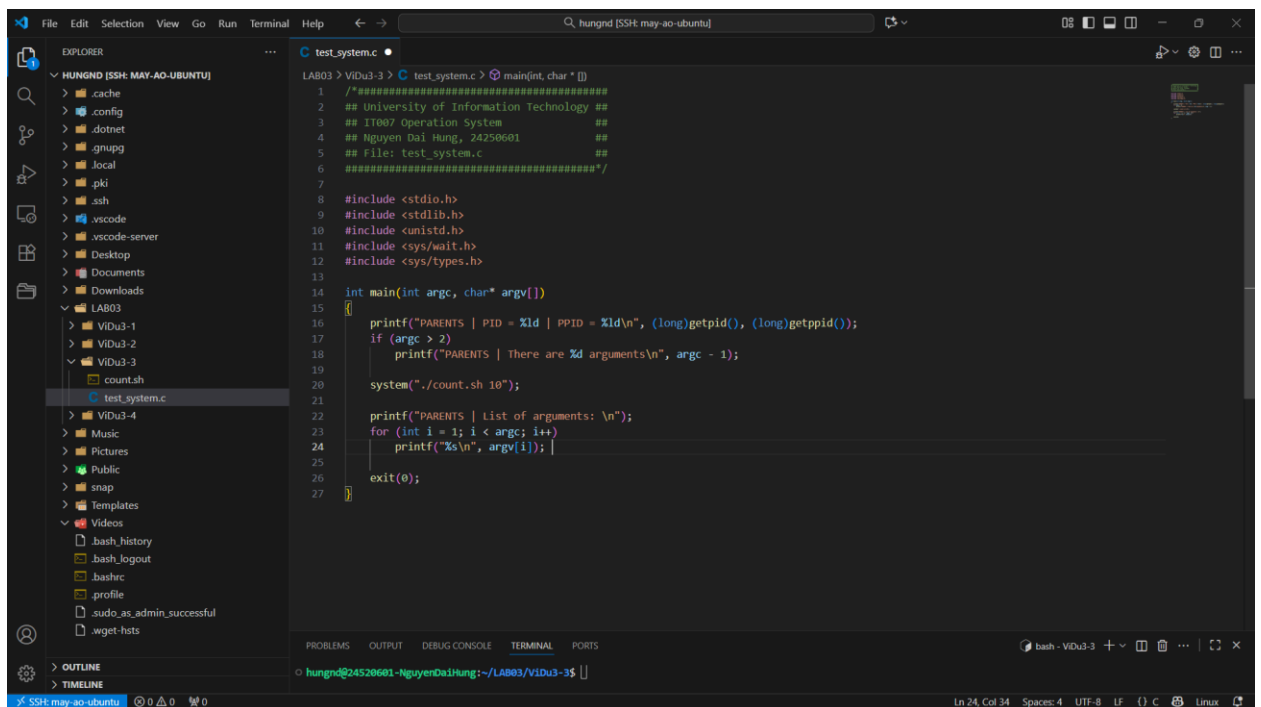 File Edit Selection View Go Run Terminal Help
hungnd [SSH: may-ao-ubuntu]
EXPLORER
HUNGND [SSH: MAY-AO-UBUNTU]
.cache
.config
.dotnet
.gnupg
.local
.pki
.ssh
.vscode
.vscode-server
Desktop
Documents
Downloads
LAB03
ViDu3-1
ViDu3-2
ViDu3-3
count.sh
test_system.c
ViDu3-4
Music
Pictures
Public
snap
Templates
Videos
.bash_history
.bash_logout
.bashrc
.profile
.sudo_as_admin_successful
.wget-hsts
OUTLINE
TIMELINE
C test_system.c
LAB03 > ViDu3-3 > C test_system.c > main(int, char * [])
1 /*########################################
2 ## University of Information Technology ##
3 ## IT007 Operation System ##
4 ## Nguyen Dai Hung, 24250601 ##
5 ## File: test_system.c ##
6 ########################################*/
7
8 #include <stdio.h>
9 #include <stdlib.h>
10 #include <unistd.h>
11 #include <sys/wait.h>
12 #include <sys/types.h>
13
14 int main(int argc, char* argv[])
15 {
16 printf("PARENTS | PID = %ld | PPID = %ld\n", (long)getpid(), (long)getppid());
17 if (argc > 2)
18 printf("PARENTS | There are %d arguments\n", argc - 1);
19
20 system("./count.sh 10");
21
22 printf("PARENTS | List of arguments: \n");
23 for (int i = 1; i < argc; i++)
24 printf("%s\n", argv[i]);
25
26 exit(0);
27 }
PROBLEMS OUTPUT DEBUG CONSOLE TERMINAL PORTS
bash - ViDu3-3
hungnd@24520601-NguyenDaiHung:~/LAB03/ViDu3-3$
SSH: may-ao-ubuntu 0 0 0 Ln 24, Col 34 Spaces: 4 UTF-8 LF {} C Linux